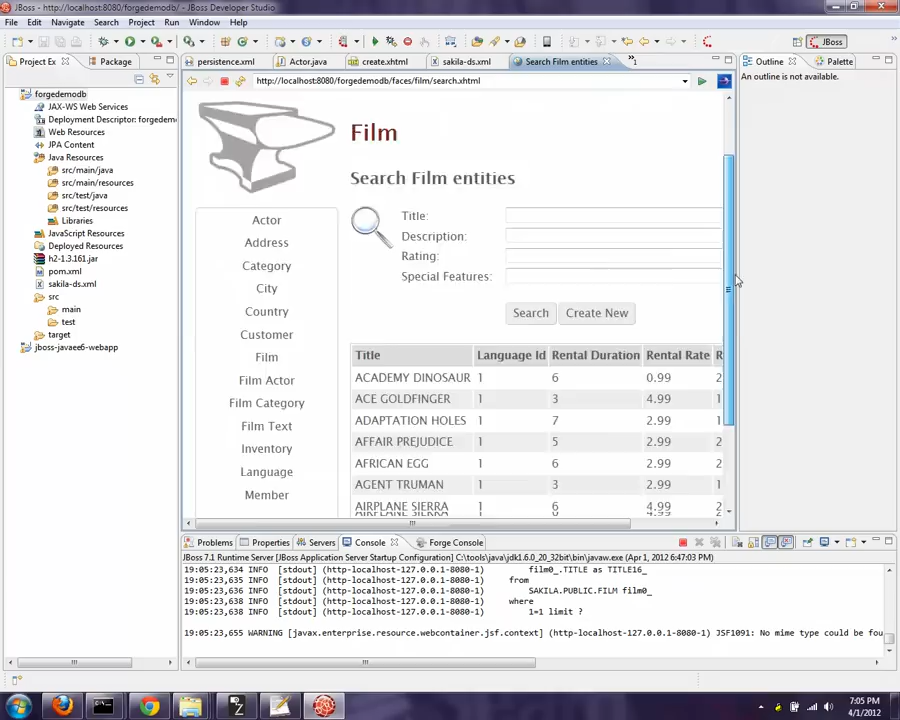 JBoss - http://localhost:8080/forgedemodb/ - JBoss Developer Studio
File Edit Navigate Search Project Run Window Help
JBoss
Project Ex Package
persistence.xml Actor.java create.xhtml sakila-ds.xml Search Film entities »1
Outline Palette
http://localhost:8080/forgedemodb/faces/film/search.xhtml
An outline is not available.
forgedemodb
JAX-WS Web Services
Deployment Descriptor: forgedem
Web Resources
JPA Content
Java Resources
src/main/java
src/main/resources
src/test/java
src/test/resources
Libraries
JavaScript Resources
Deployed Resources
h2-1.3.161.jar
pom.xml
sakila-ds.xml
src
main
test
target
jboss-javaee6-webapp
Film
Search Film entities
Actor
Address
Category
City
Country
Customer
Film
Film Actor
Film Category
Film Text
Inventory
Language
Member
Title:
Description:
Rating:
Special Features:
Search Create New
Title Language Id Rental Duration Rental Rate R
ACADEMY DINOSAUR 1 6 0.99 2
ACE GOLDFINGER 1 3 4.99 1
ADAPTATION HOLES 1 7 2.99 1
AFFAIR PREJUDICE 1 5 2.99 1
AFRICAN EGG 1 6 2.99 1
AGENT TRUMAN 1 3 2.99 1
AIRPLANE SIERRA 1 6 4.99 2
Problems Properties Servers Console Forge Console
JBoss 7.1 Runtime Server [JBoss Application Server Startup Configuration] C:\tools\java\jdk1.6.0_20_32bit\bin\javaw.exe (Apr 1, 2012 6:47:03 PM)
19:05:23,634 INFO [stdout] (http-localhost-127.0.0.1-8080-1) film0_.TITLE as TITLE16_
19:05:23,635 INFO [stdout] (http-localhost-127.0.0.1-8080-1) from
19:05:23,636 INFO [stdout] (http-localhost-127.0.0.1-8080-1) SAKILA.PUBLIC.FILM film0_
19:05:23,638 INFO [stdout] (http-localhost-127.0.0.1-8080-1) where
19:05:23,638 INFO [stdout] (http-localhost-127.0.0.1-8080-1) 1=1 limit ?
19:05:23,655 WARNING [javax.enterprise.resource.webcontainer.jsf.context] (http-localhost-127.0.0.1-8080-1) JSF1091: No mime type could be fou
7:05 PM
4/1/2012